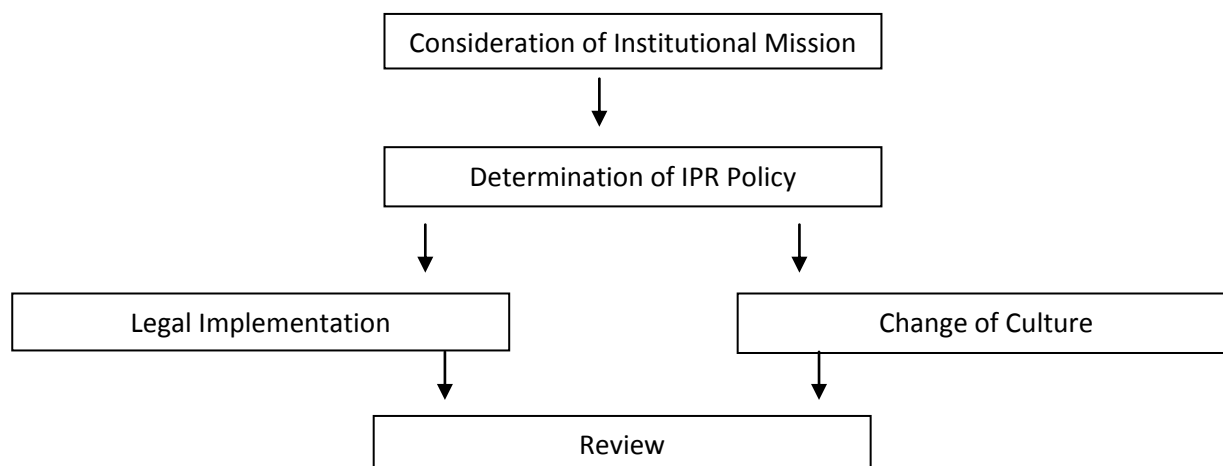 Consideration of Institutional Mission
Determination of IPR Policy
Legal Implementation
Change of Culture
Review